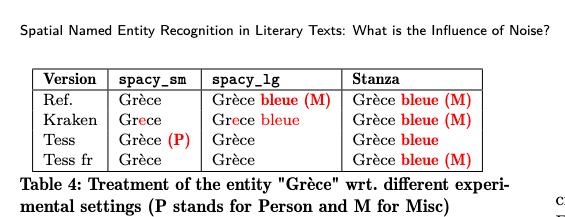 Spatial Named Entity Recognition in Literary Texts: What is the Influence of Noise?
Version spacy_sm spacy_lg Stanza
Ref. Grèce Grèce bleue (M) Grèce bleue (M)
Kraken Grece Grece bleue Grèce bleue (M)
Tess Grèce (P) Grèce Grèce bleue
Tess fr Grèce Grèce Grèce bleue (M)
Table 4: Treatment of the entity "Grèce" wrt. different experi-
mental settings (P stands for Person and M for Misc)